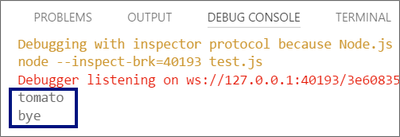 PROBLEMS OUTPUT DEBUG CONSOLE TERMINAL
Debugging with inspector protocol because Node.js
node --inspect-brk=40193 test.js
Debugger listening on ws://127.0.0.1:40193/3e60835
tomato
bye